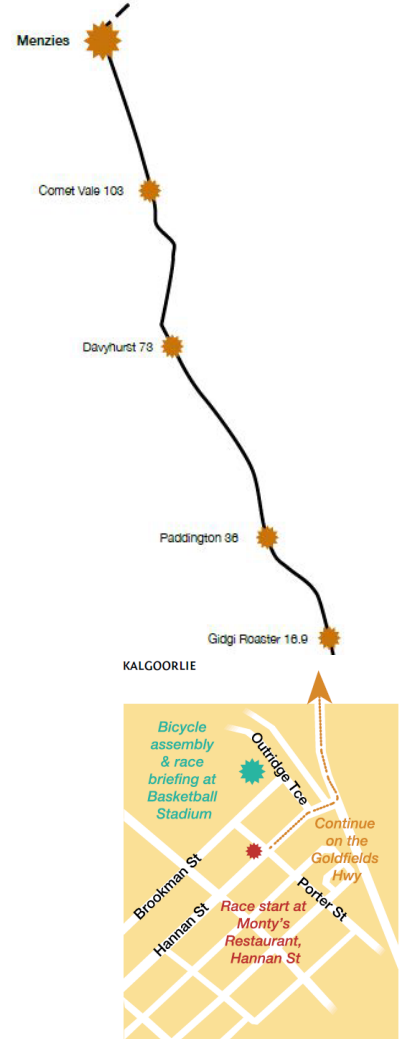 Menzies
Comet Vale 103
Davyhurst 73
Paddington 36
Gidgi Roaster 16.9
KALGOORLIE
Bicycle
assembly
& race
briefing at
Basketball
Stadium
Outridge Tce
Continue
on the
Goldfields
Hwy
Brookman St
Hannan St
Porter St
Race start at
Monty's
Restaurant,
Hannan St